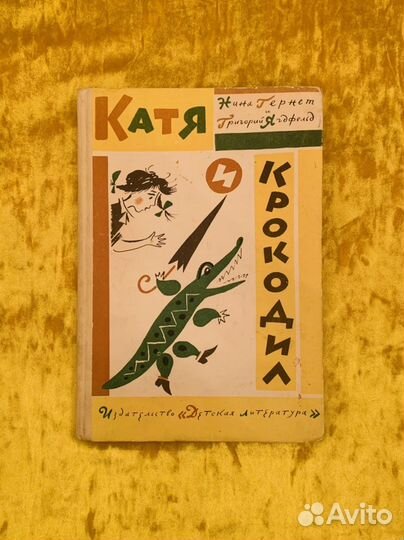 Катя
Нина Гернет
и
Григорий Ягдфельд
и
крокодил
Издательство «Детская литература»
Avito